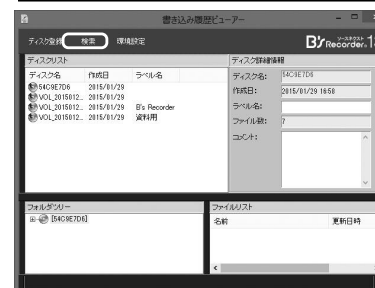 書き込み履歴ビューアー
ディスク登録 検索 環境設定
B's Recorder
ディスクリスト
ディスク名 作成日 ラベル名
54C9E7D6 2015/01/29
VOL_2015012... 2015/01/29
VOL_2015012... 2015/01/29 B's Recorder
VOL_2015012... 2015/01/29 資料用
ディスク詳細情報
ディスク名: 54C9E7D6
作成日: 2015/01/29 16:50
ラベル名:
ファイル数: 7
コメント:
フォルダツリー
[54C9E7D6]
ファイルリスト
名前 更新日時